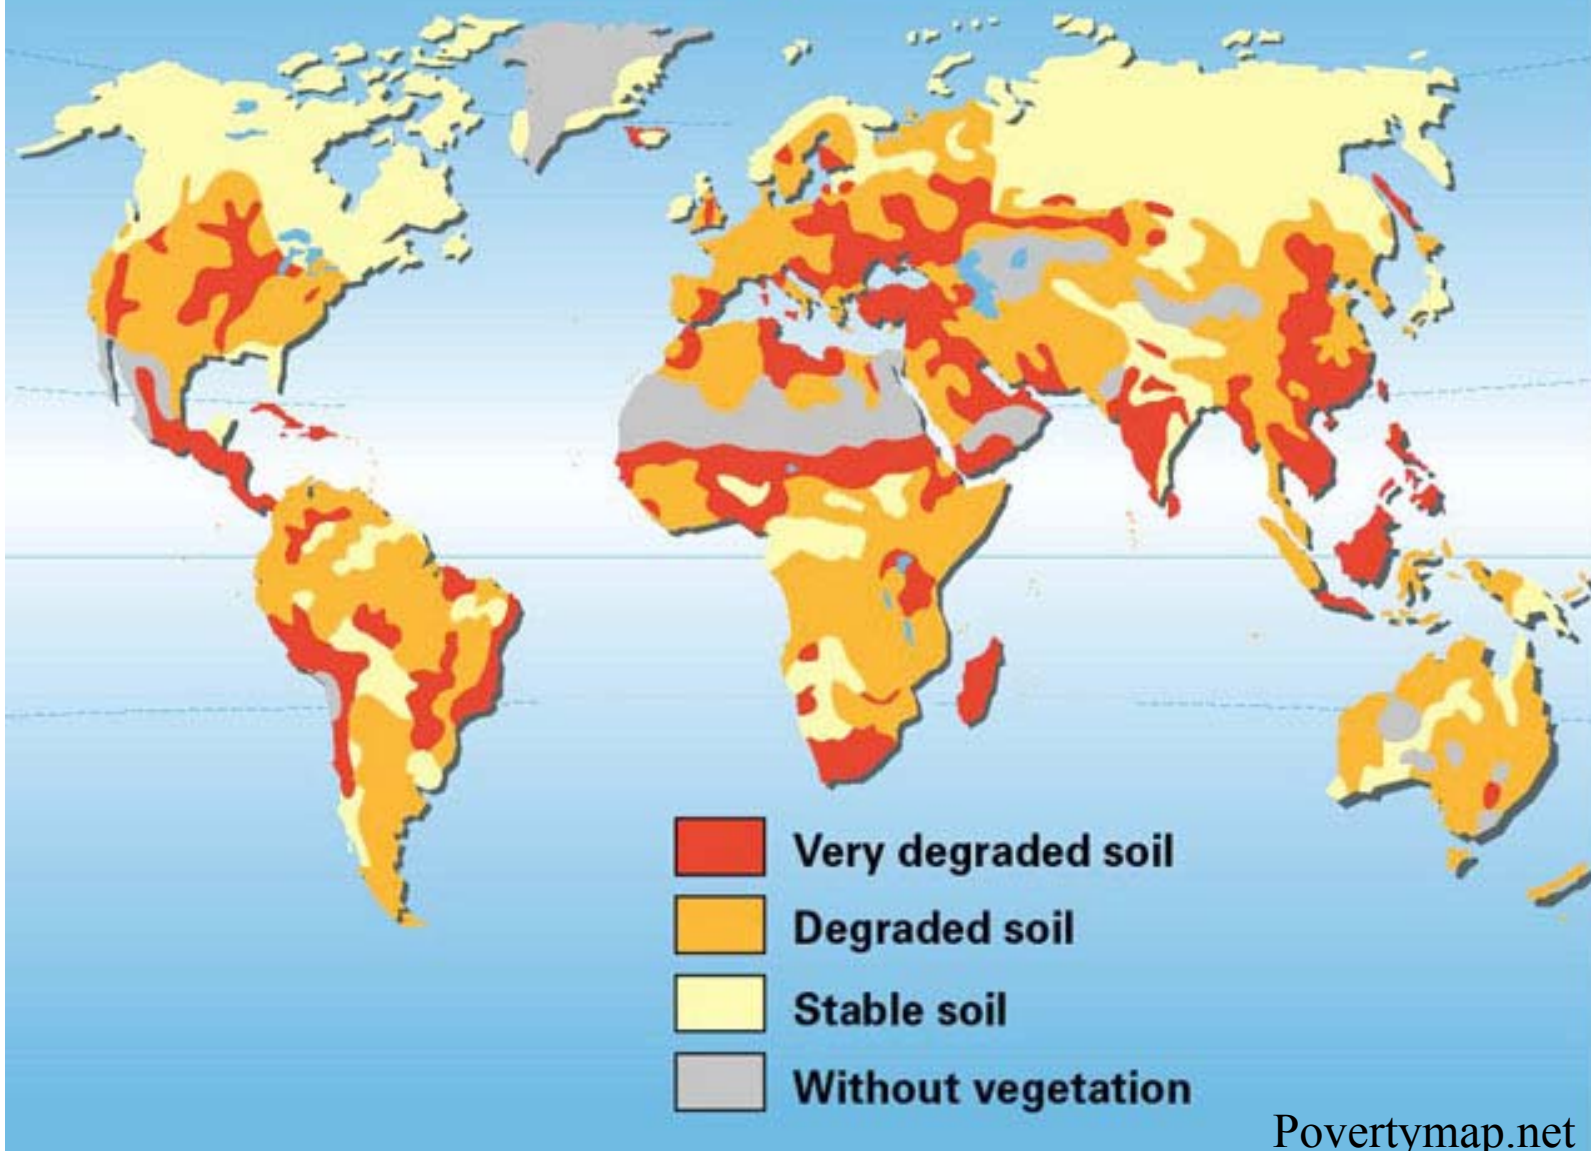 Very degraded soil
Degraded soil
Stable soil
Without vegetation
Povertymap.net